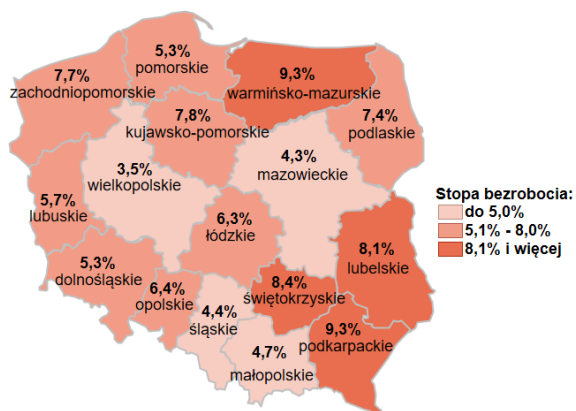 5,3%
pomorskie
7,7%
zachodniopomorskie
9,3%
warmińsko-mazurskie
7,8%
kujawsko-pomorskie
7,4%
podlaskie
3,5%
wielkopolskie
4,3%
mazowieckie
5,7%
lubuskie
6,3%
łódzkie
Stopa bezrobocia:
do 5,0%
5,1% - 8,0%
8,1% i więcej
8,1%
lubelskie
5,3%
dolnośląskie
6,4%
opolskie
8,4%
świętokrzyskie
4,4%
śląskie
9,3%
podkarpackie
4,7%
małopolskie